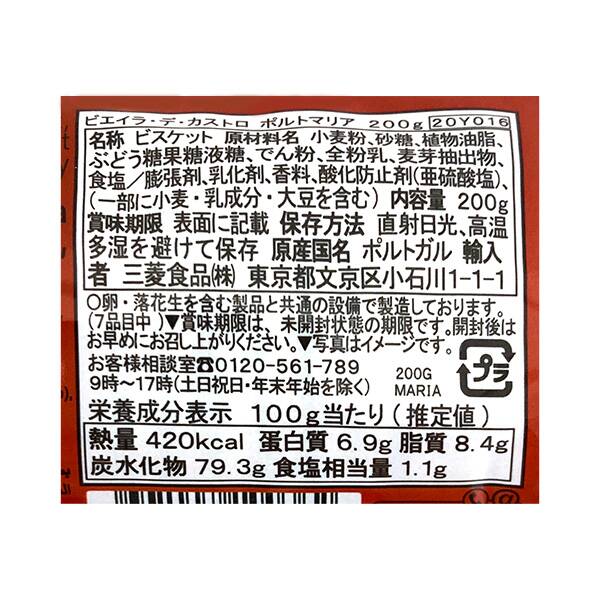 ビエイラ・デ・カストロ ポルトマリア 200g 20Y016
名称 ビスケット 原材料名 小麦粉、砂糖、植物油脂、
ぶどう糖果糖液糖、でん粉、全粉乳、麦芽抽出物、
食塩／膨張剤、乳化剤、香料、酸化防止剤(亜硫酸塩)、
(一部に小麦・乳成分・大豆を含む) 内容量 200g
賞味期限 表面に記載 保存方法 直射日光、高温
多湿を避けて保存 原産国名 ポルトガル 輸入
者 三菱食品㈱ 東京都文京区小石川1-1-1
○卵・落花生を含む製品と共通の設備で製造しております。
(7品目中)▼賞味期限は、未開封状態の期限です。開封後は
お早めにお召し上がりください。▼写真はイメージです。
お客様相談室☎0120-561-789
9時〜17時(土日祝日・年末年始を除く)
200G
MARIA
プラ
栄養成分表示 100g当たり(推定値)
熱量 420kcal 蛋白質 6.9g 脂質 8.4g
炭水化物 79.3g 食塩相当量 1.1g